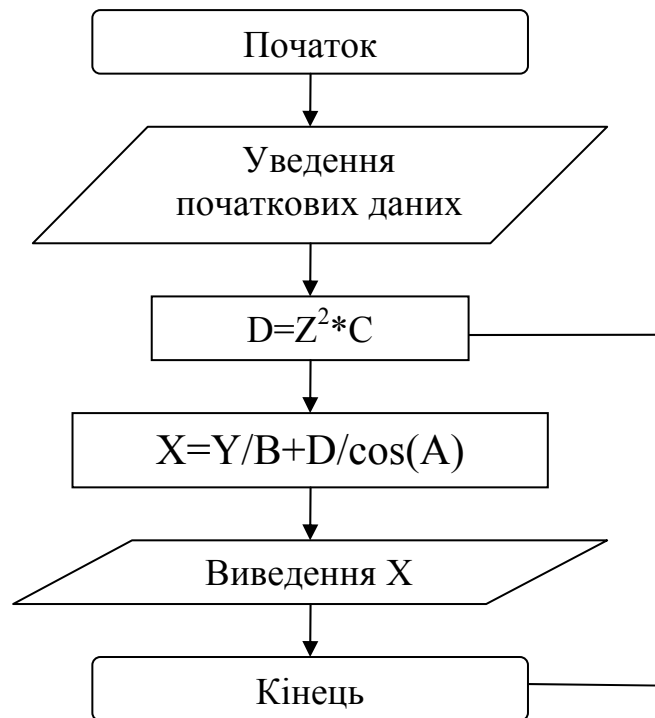 Початок
Уведення
початкових даних
D=Z²*C
X=Y/B+D/cos(A)
Виведення X
Кінець